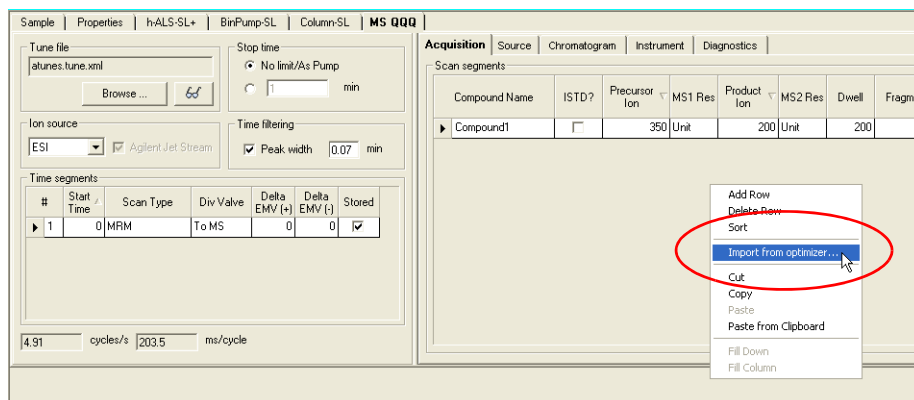 Sample Properties h-ALS-SL+ BinPump-SL Column-SL MS QQQ
Tune file
atunes.tune.xml
Browse ...
Stop time
No limit/As Pump
1 min
Ion source
ESI Agilent Jet Stream
Time filtering
Peak width 0.07 min
Time segments
# Start Time Scan Type Div Valve Delta EMV (+) Delta EMV (-) Stored
1 0 MRM To MS 0 0
4.91 cycles/s 203.5 ms/cycle
Acquisition Source Chromatogram Instrument Diagnostics
Scan segments
Compound Name ISTD? Precursor Ion MS1 Res Product Ion MS2 Res Dwell Fragm
Compound1 350 Unit 200 Unit 200
Add Row
Delete Row
Sort
Import from optimizer...
Cut
Copy
Paste
Paste from Clipboard
Fill Down
Fill Column